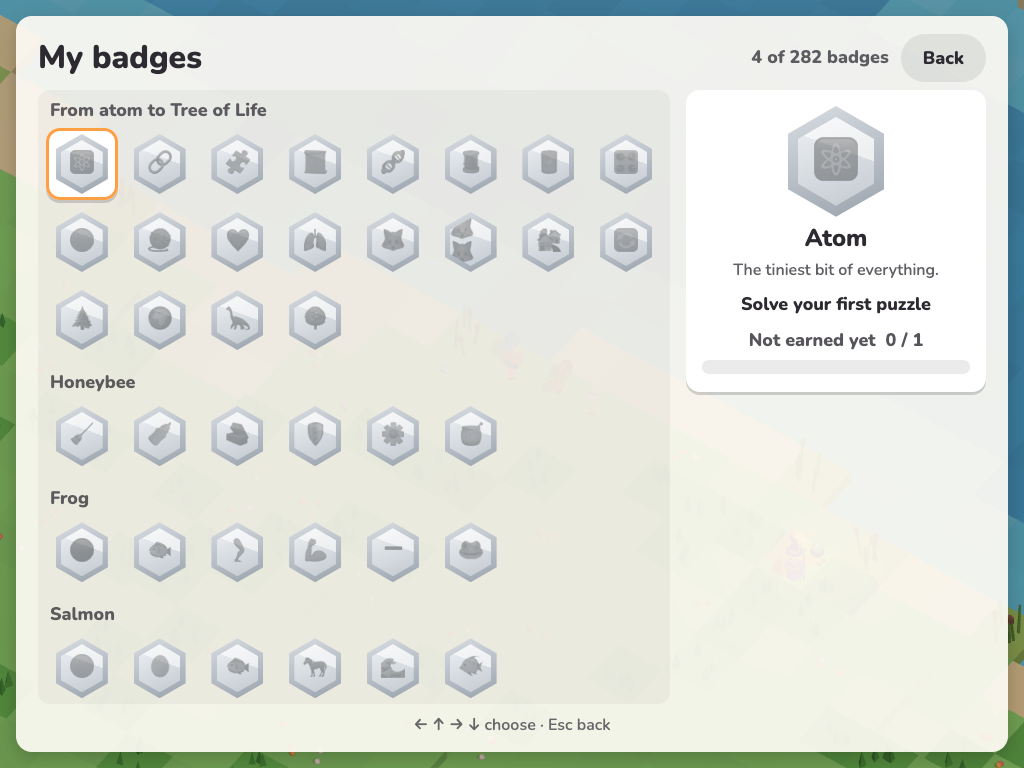 My badges
4 of 282 badges
Back
From atom to Tree of Life
Honeybee
Frog
Salmon
Atom
The tiniest bit of everything.
Solve your first puzzle
Not earned yet 0 / 1
← ↑ → ↓ choose · Esc back